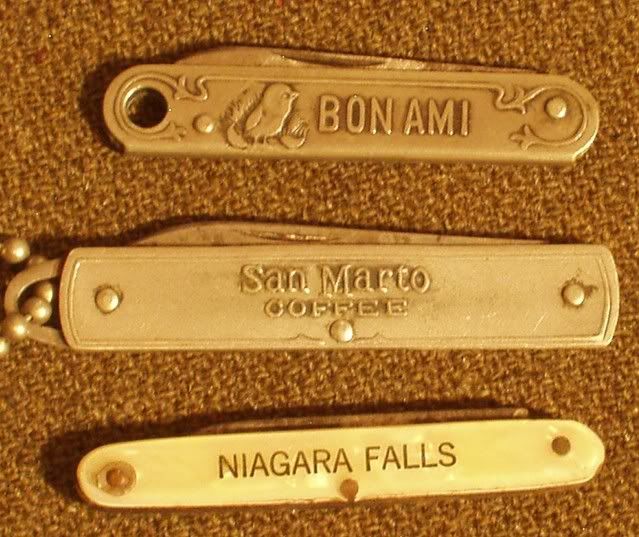 BON AMI
San Marto
COFFEE
NIAGARA FALLS